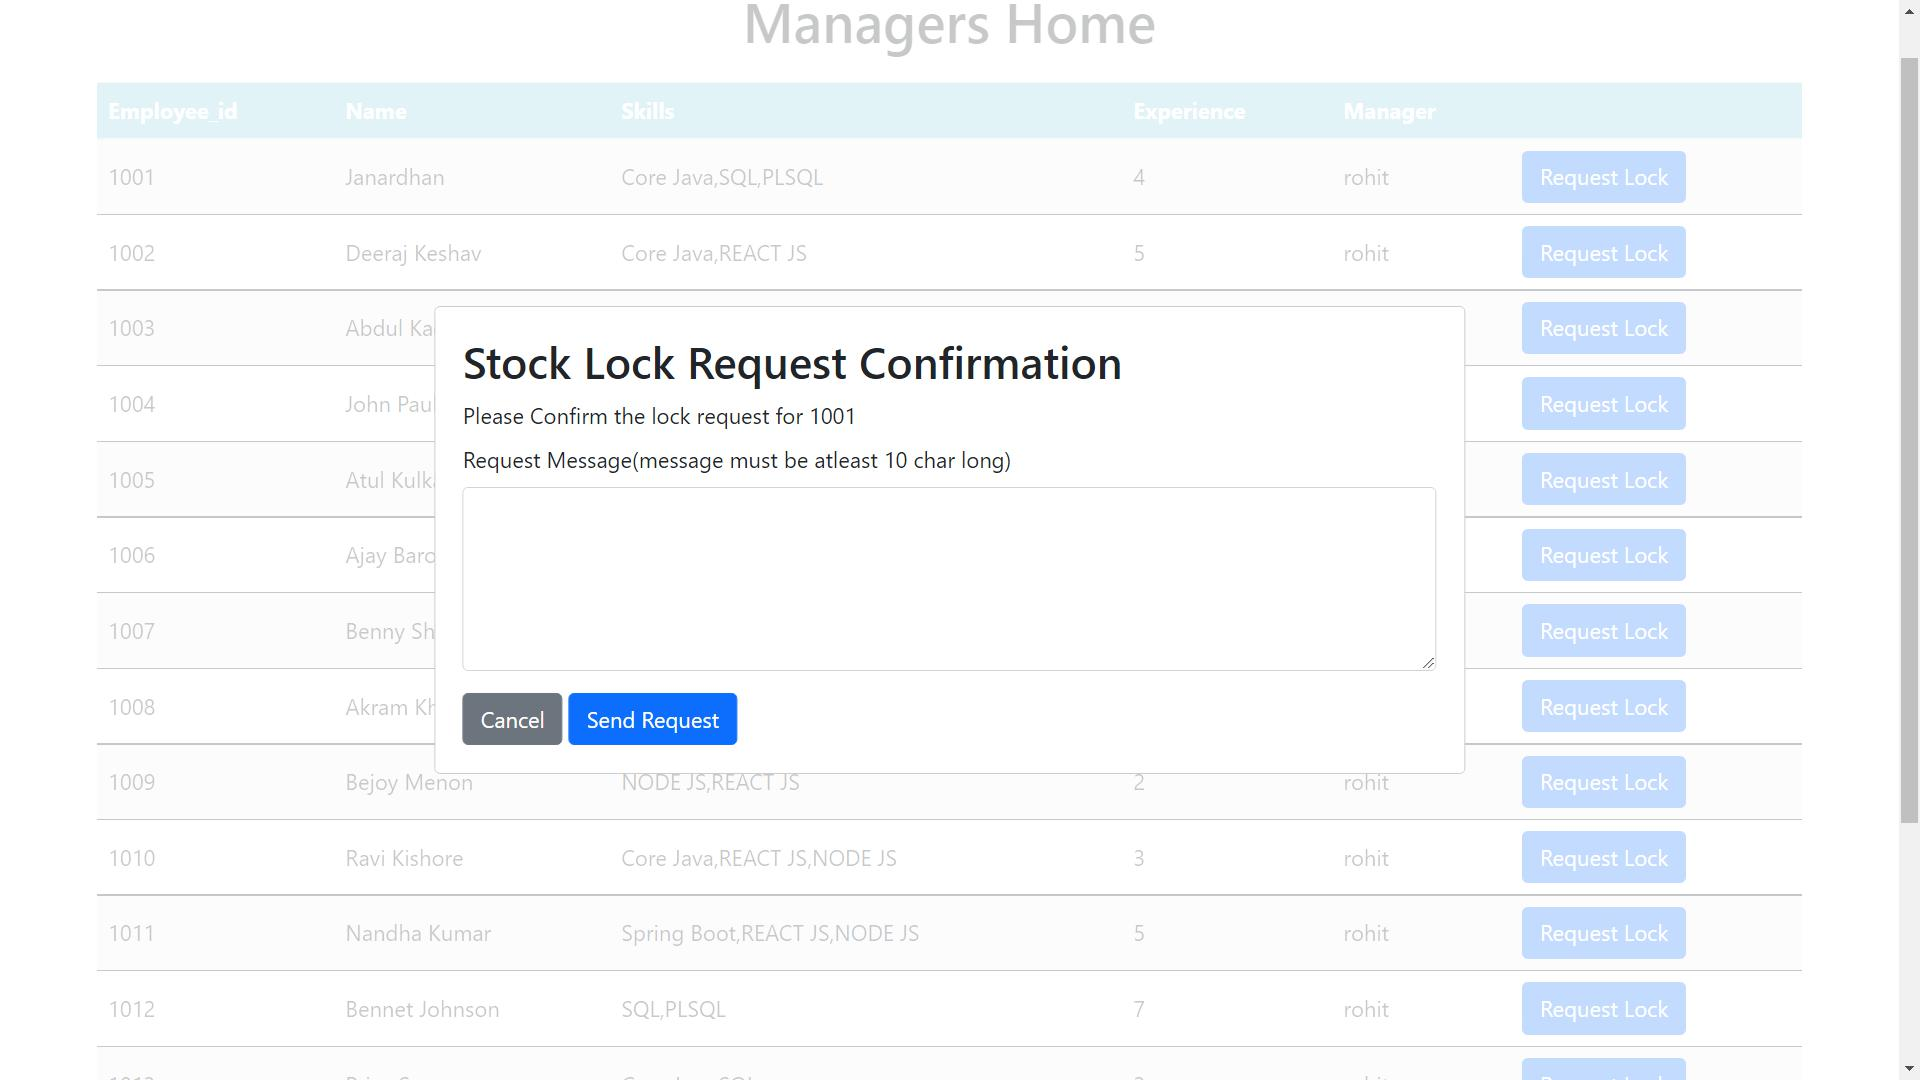 Managers Home
Employee_id Name Skills Experience Manager
1001 Janardhan Core Java,SQL,PLSQL 4 rohit Request Lock
1002 Deeraj Keshav Core Java,REACT JS 5 rohit Request Lock
1003 Abdul Request Lock
1004 John Request Lock
1005 Atul Request Lock
1006 Ajay Request Lock
1007 Benny Request Lock
1008 Akram Request Lock
Stock Lock Request Confirmation
Please Confirm the lock request for 1001
Request Message(message must be atleast 10 char long)
Cancel Send Request
1009 Bejoy Menon NODE JS,REACT JS 2 rohit Request Lock
1010 Ravi Kishore Core Java,REACT JS,NODE JS 3 rohit Request Lock
1011 Nandha Kumar Spring Boot,REACT JS,NODE JS 5 rohit Request Lock
1012 Bennet Johnson SQL,PLSQL 7 rohit Request Lock